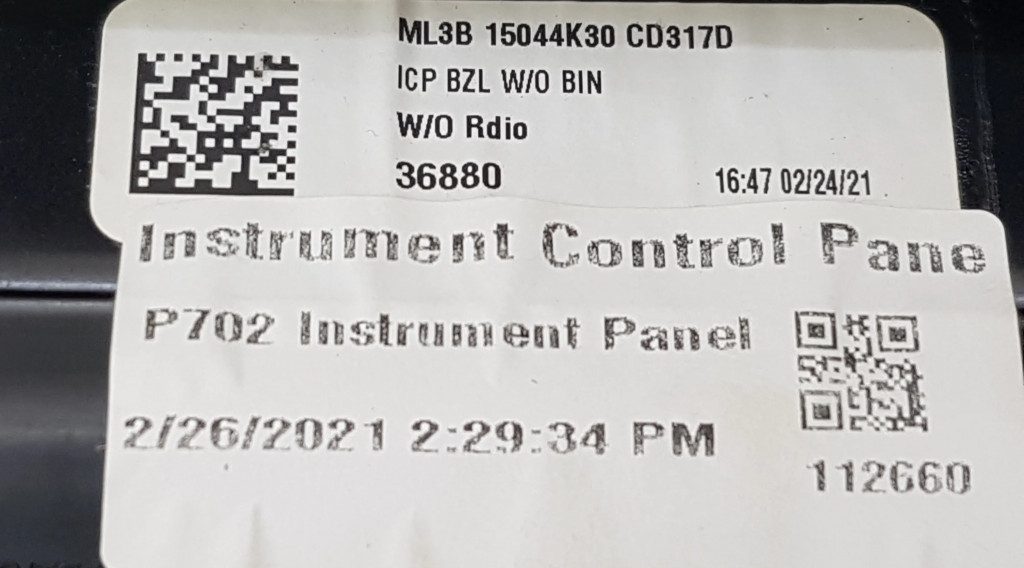 ML3B 15044K30 CD317D
ICP BZL W/O BIN
W/O Rdio
36880
16:47 02/24/21
Instrument Control Pane
P702 Instrument Panel
2/26/2021 2:29:34 PM
112660